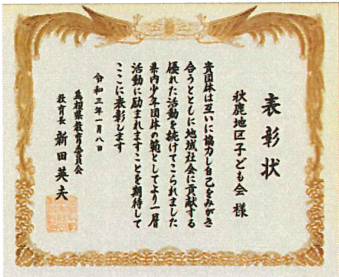 表彰状
秋鹿地区子ども会 様
貴団体は互いに協力し自己をみがき
合うとともに地域社会に貢献する
優れた活動を続けてこられました
県内少年団体の範としてより一層
活動に励まれますことを期待して
ここに表彰します
令和三年一月八日
島根県教育委員会
教育長 新田英夫